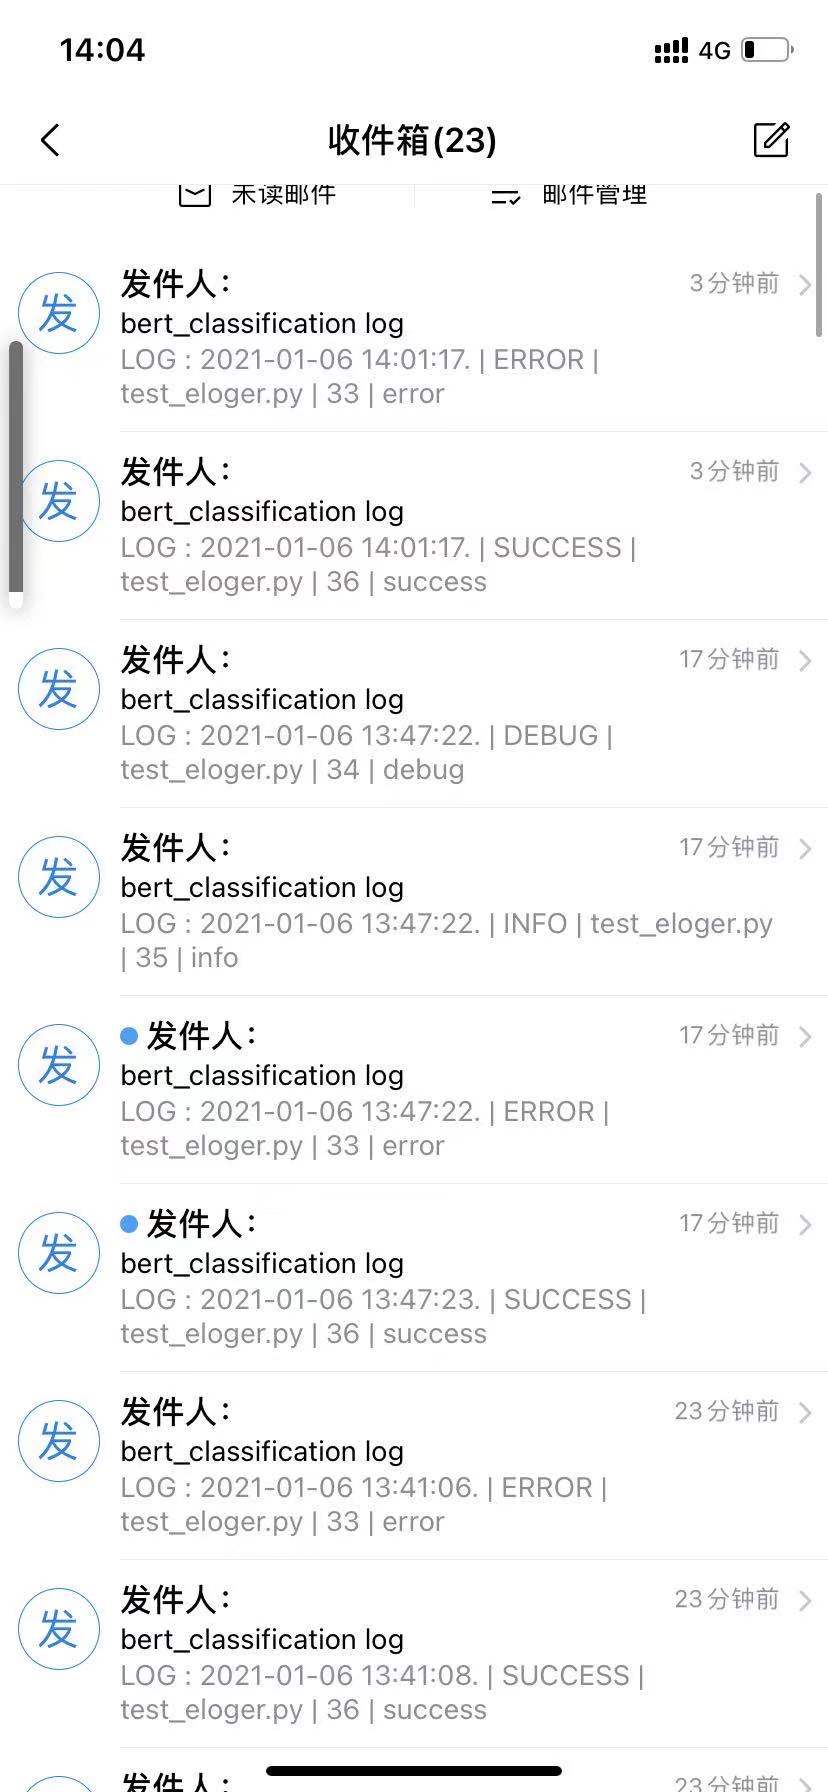 14:04
4G
收件箱(23)
未读邮件
邮件管理
发
发件人：
3分钟前
bert_classification log
LOG : 2021-01-06 14:01:17. | ERROR |
test_eloger.py | 33 | error
发
发件人：
3分钟前
bert_classification log
LOG : 2021-01-06 14:01:17. | SUCCESS |
test_eloger.py | 36 | success
发
发件人：
17分钟前
bert_classification log
LOG : 2021-01-06 13:47:22. | DEBUG |
test_eloger.py | 34 | debug
发
发件人：
17分钟前
bert_classification log
LOG : 2021-01-06 13:47:22. | INFO | test_eloger.py
| 35 | info
发
发件人：
17分钟前
bert_classification log
LOG : 2021-01-06 13:47:22. | ERROR |
test_eloger.py | 33 | error
发
发件人：
17分钟前
bert_classification log
LOG : 2021-01-06 13:47:23. | SUCCESS |
test_eloger.py | 36 | success
发
发件人：
23分钟前
bert_classification log
LOG : 2021-01-06 13:41:06. | ERROR |
test_eloger.py | 33 | error
发
发件人：
23分钟前
bert_classification log
LOG : 2021-01-06 13:41:08. | SUCCESS |
test_eloger.py | 36 | success
发件人：
23分钟前